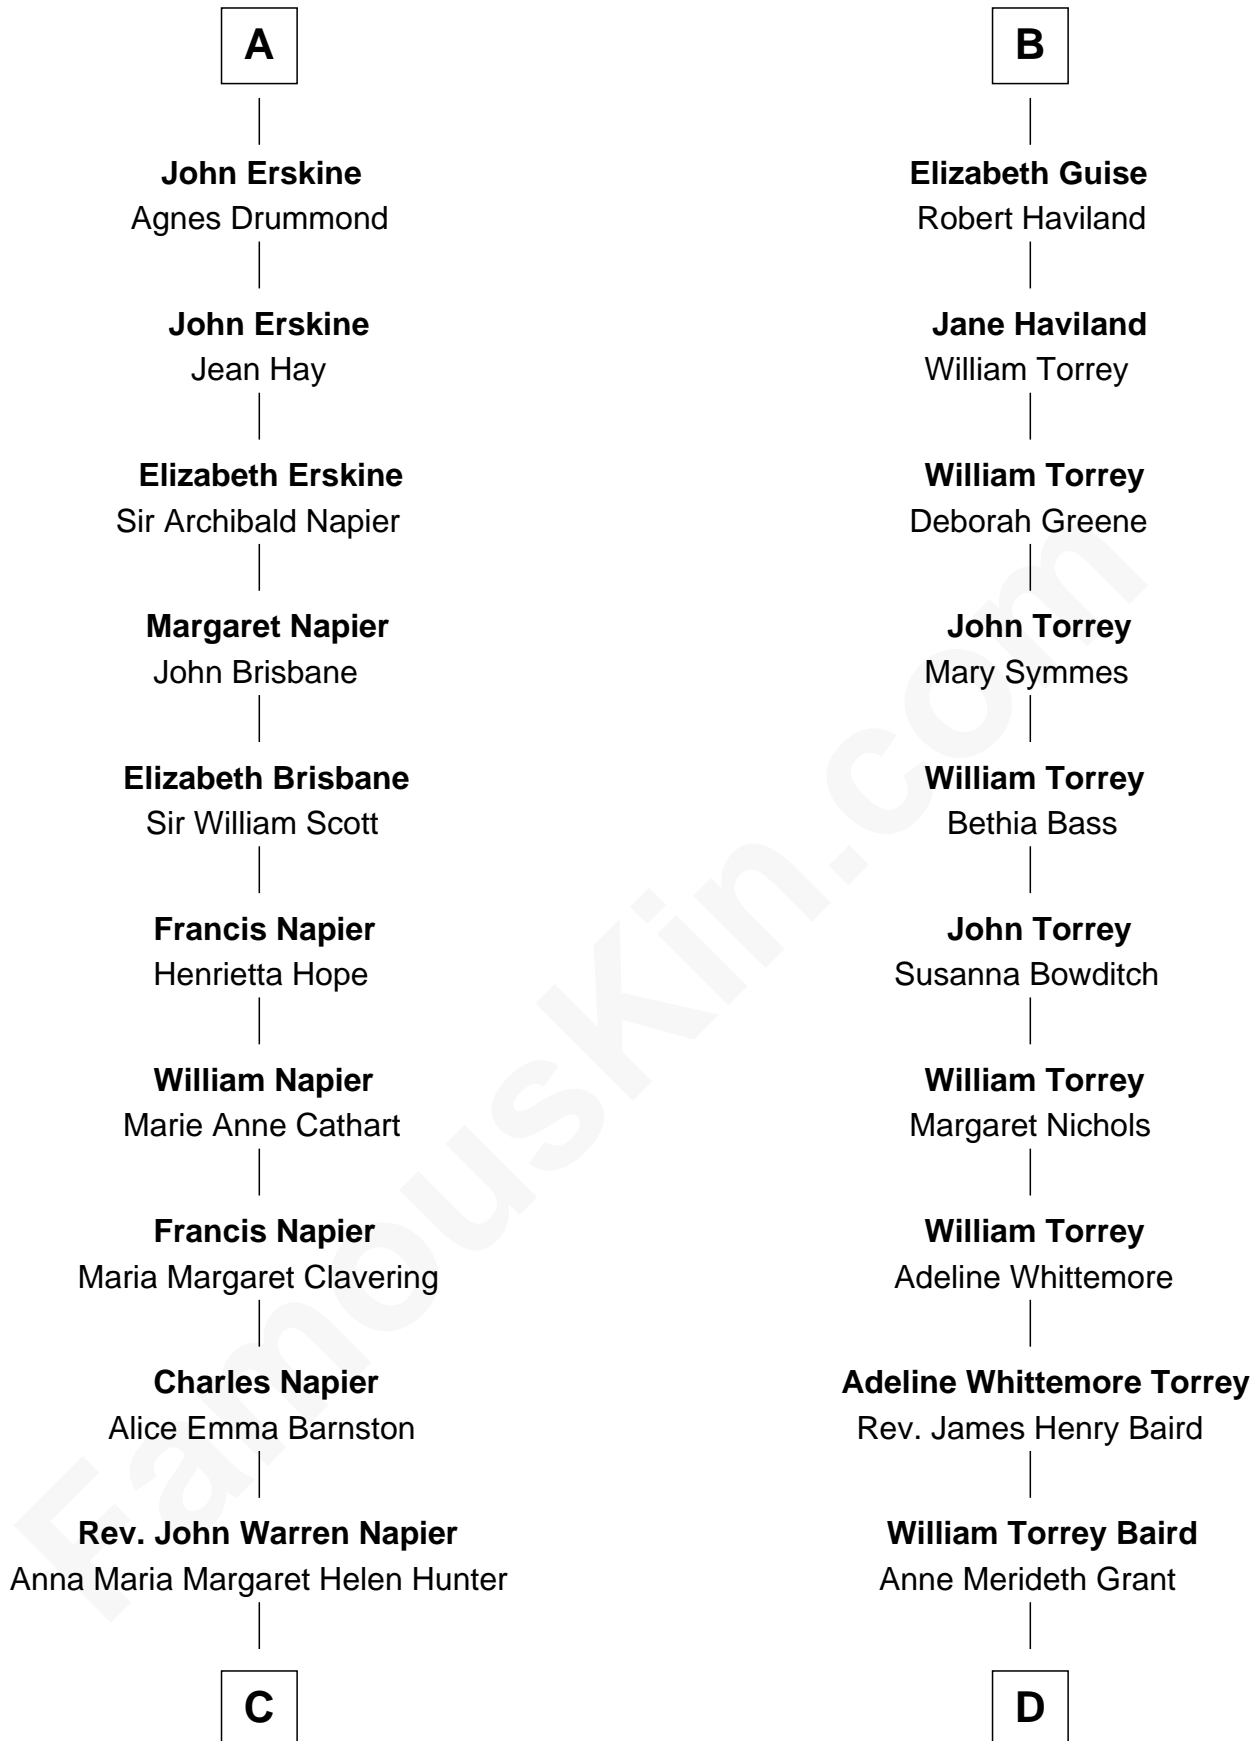 A
John Erskine
Agnes Drummond
John Erskine
Jean Hay
Elizabeth Erskine
Sir Archibald Napier
Margaret Napier
John Brisbane
Elizabeth Brisbane
Sir William Scott
Francis Napier
Henrietta Hope
William Napier
Marie Anne Cathart
Francis Napier
Maria Margaret Clavering
Charles Napier
Alice Emma Barnston
Rev. John Warren Napier
Anna Maria Margaret Helen Hunter
C
B
Elizabeth Guise
Robert Haviland
Jane Haviland
William Torrey
William Torrey
Deborah Greene
John Torrey
Mary Symmes
William Torrey
Bethia Bass
John Torrey
Susanna Bowditch
William Torrey
Margaret Nichols
William Torrey
Adeline Whittemore
Adeline Whittemore Torrey
Rev. James Henry Baird
William Torrey Baird
Anne Merideth Grant
D
FamousKin.com